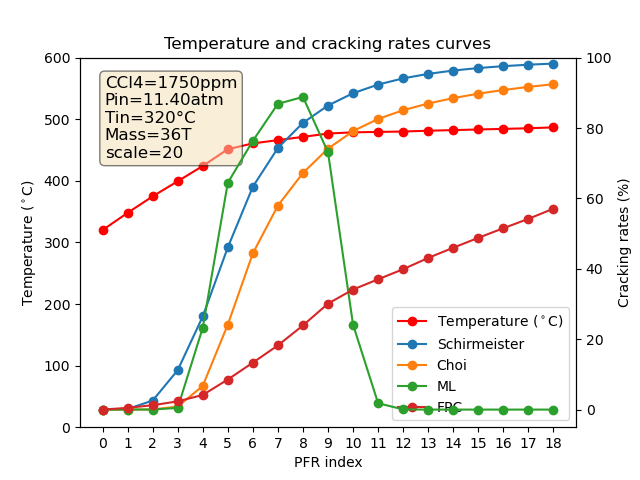 Temperature and cracking rates curves
CCl4=1750ppm
Pin=11.40atm
Tin=320°C
Mass=36T
scale=20
600
500
400
300
200
100
0
Temperature (°C)
100
80
60
40
20
0
Cracking rates (%)
Temperature (°C)
Schirmeister
Choi
ML
FPG
0 1 2 3 4 5 6 7 8 9 10 11 12 13 14 15 16 17 18
PFR index